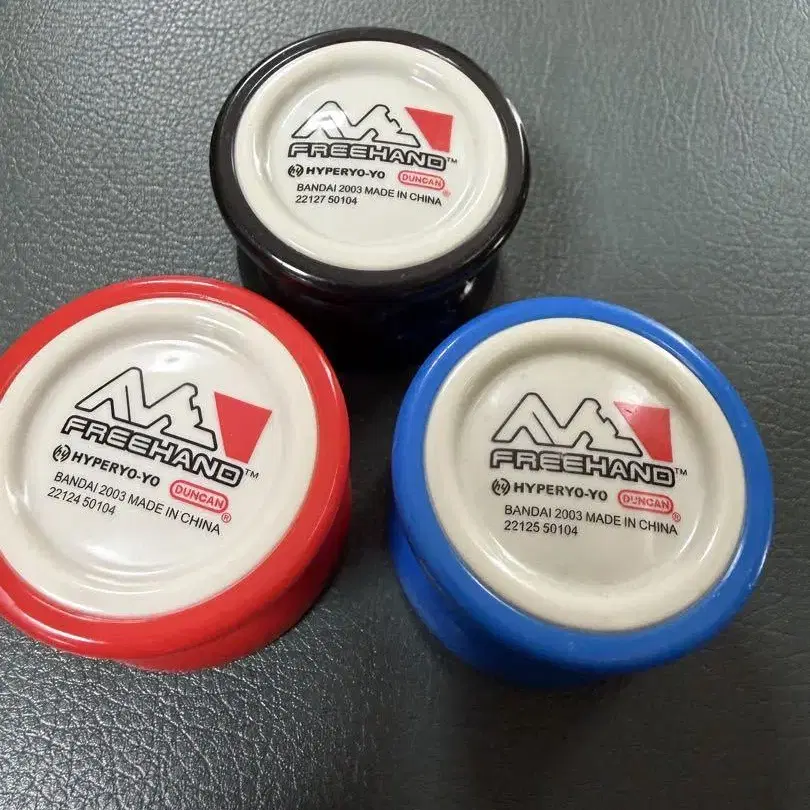 FREEHAND™
HYPERYO-YO DUNCAN®
BANDAI 2003 MADE IN CHINA
22127 50104
FREEHAND™
HYPERYO-YO DUNCAN®
BANDAI 2003 MADE IN CHINA
22124 50104
FREEHAND™
HYPERYO-YO DUNCAN®
BANDAI 2003 MADE IN CHINA
22125 50104